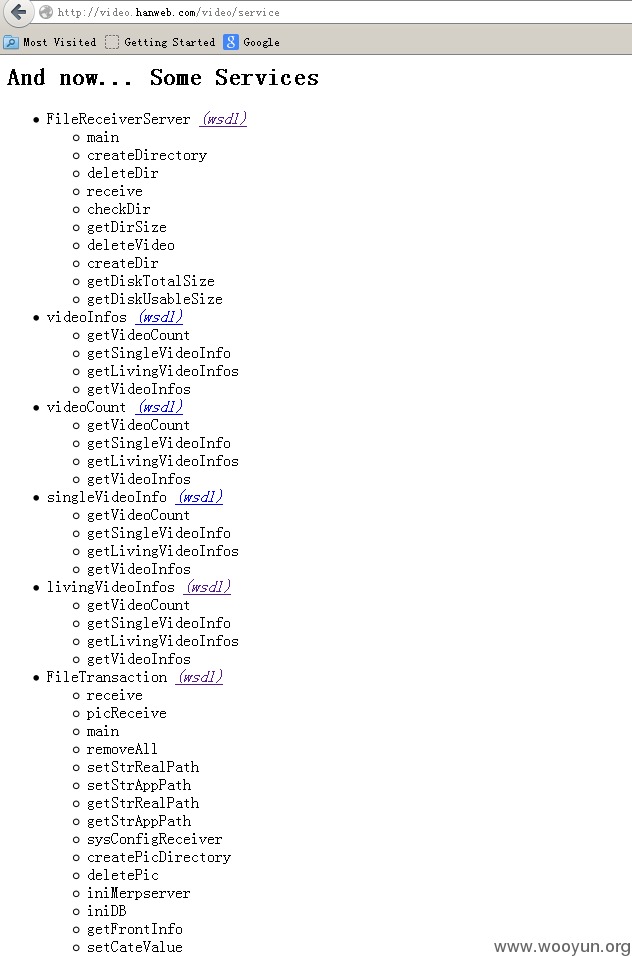 http://video.hanweb.com/video/service
Most Visited Getting Started Google
And now... Some Services
FileReceiverServer (wsdl)
main
createDirectory
deleteDir
receive
checkDir
getDirSize
deleteVideo
createDir
getDiskTotalSize
getDiskUsableSize
videoInfos (wsdl)
getVideoCount
getSingleVideoInfo
getLivingVideoInfos
getVideoInfos
videoCount (wsdl)
getVideoCount
getSingleVideoInfo
getLivingVideoInfos
getVideoInfos
singleVideoInfo (wsdl)
getVideoCount
getSingleVideoInfo
getLivingVideoInfos
getVideoInfos
livingVideoInfos (wsdl)
getVideoCount
getSingleVideoInfo
getLivingVideoInfos
getVideoInfos
FileTransaction (wsdl)
receive
picReceive
main
removeAll
setStrRealPath
setStrAppPath
getStrRealPath
getStrAppPath
sysConfigReceiver
createPicDirectory
deletePic
iniMerpserver
iniDB
getFrontInfo
setCateValue
www.wooyun.org